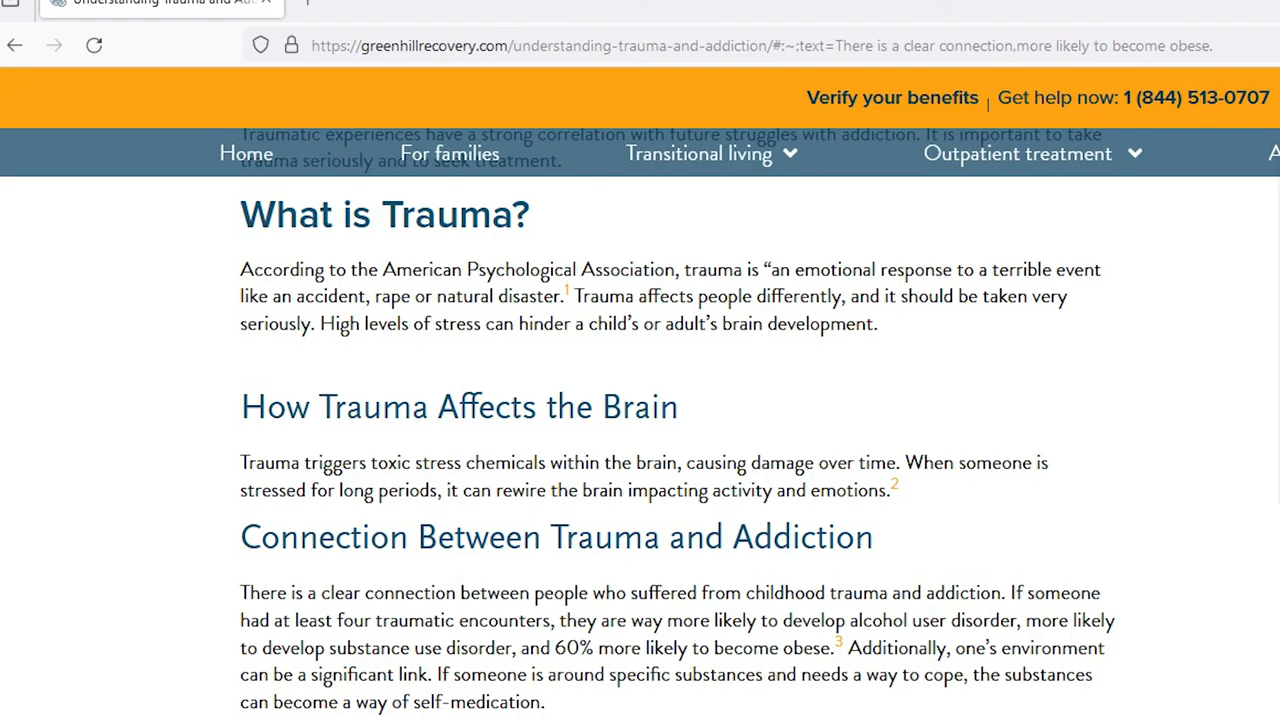 Understanding Trauma and Add
https://greenhillrecovery.com/understanding-trauma-and-addiction/#:~:text=There is a clear connection,more likely to become obese.
Verify your benefits | Get help now: 1 (844) 513-0707
Traumatic experiences have a strong correlation with future struggles with addiction. It is important to take
trauma seriously and to seek treatment.
Home For families Transitional living Outpatient treatment A
What is Trauma?
According to the American Psychological Association, trauma is “an emotional response to a terrible event
like an accident, rape or natural disaster.1 Trauma affects people differently, and it should be taken very
seriously. High levels of stress can hinder a child’s or adult’s brain development.
How Trauma Affects the Brain
Trauma triggers toxic stress chemicals within the brain, causing damage over time. When someone is
stressed for long periods, it can rewire the brain impacting activity and emotions.2
Connection Between Trauma and Addiction
There is a clear connection between people who suffered from childhood trauma and addiction. If someone
had at least four traumatic encounters, they are way more likely to develop alcohol user disorder, more likely
to develop substance use disorder, and 60% more likely to become obese.3 Additionally, one’s environment
can be a significant link. If someone is around specific substances and needs a way to cope, the substances
can become a way of self-medication.